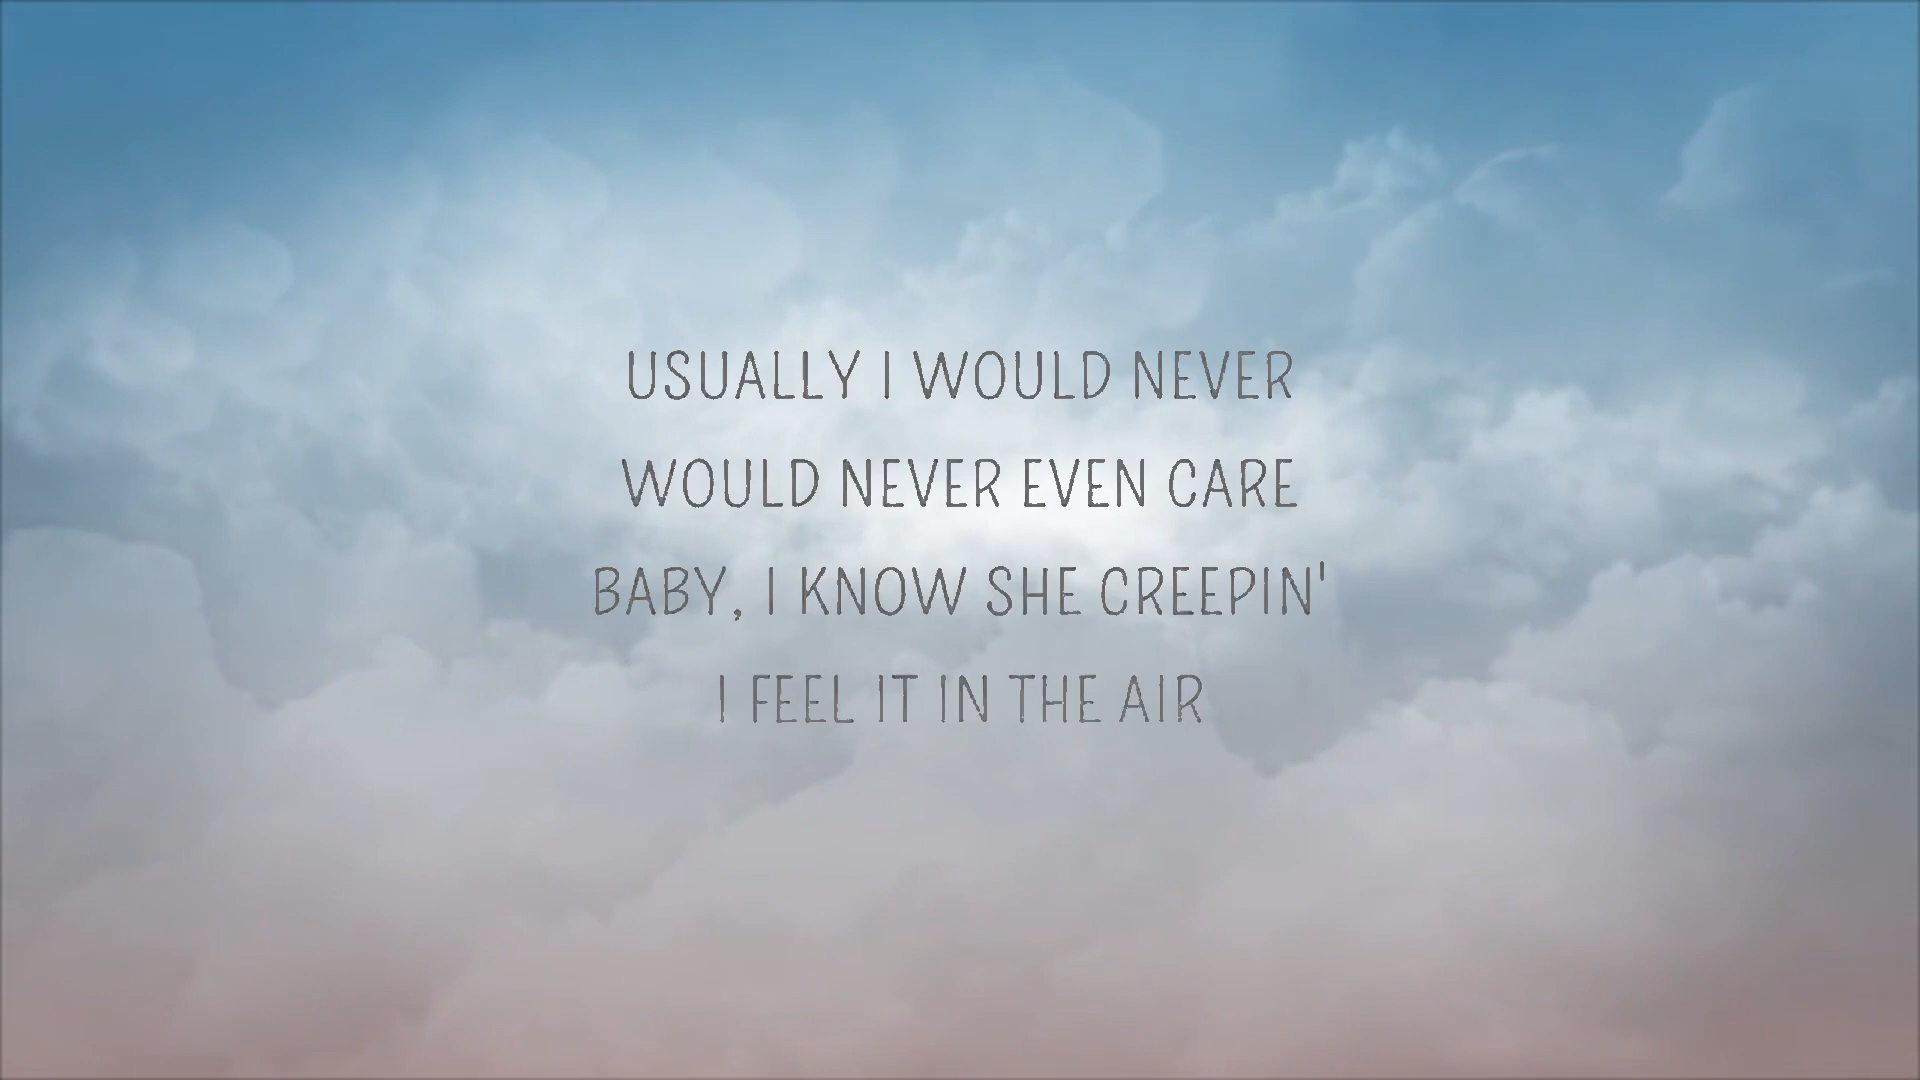 USUALLY I WOULD NEVER
WOULD NEVER EVEN CARE
BABY, I KNOW SHE CREEPIN'
I FEEL IT IN THE AIR